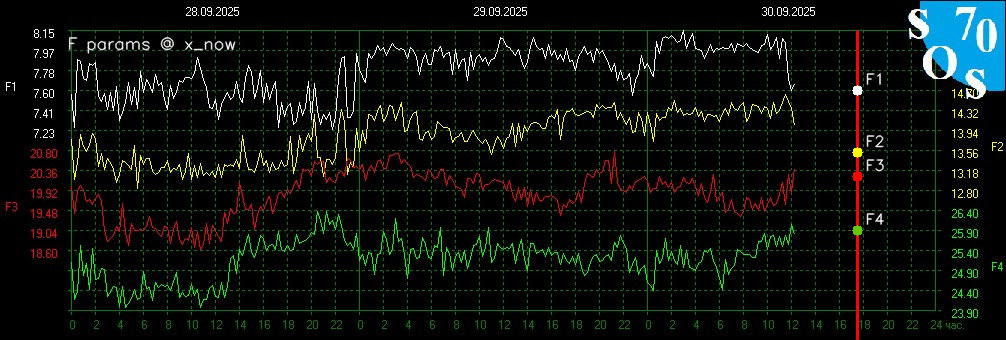 28.09.2025 29.09.2025 30.09.2025
F params @ x_now
F1
8.15
7.97
7.78
7.60
7.41
7.23
F3
20.80
20.36
19.92
19.48
19.04
18.60
F1
F2
F3
F4
SOS 70
F2
14.70
14.32
13.94
13.56
13.18
12.80
F4
26.40
25.90
25.40
24.90
24.40
23.90
0 2 4 6 8 10 12 14 16 18 20 22 0 2 4 6 8 10 12 14 16 18 20 22 0 2 4 6 8 10 12 14 16 18 20 22 24 час.